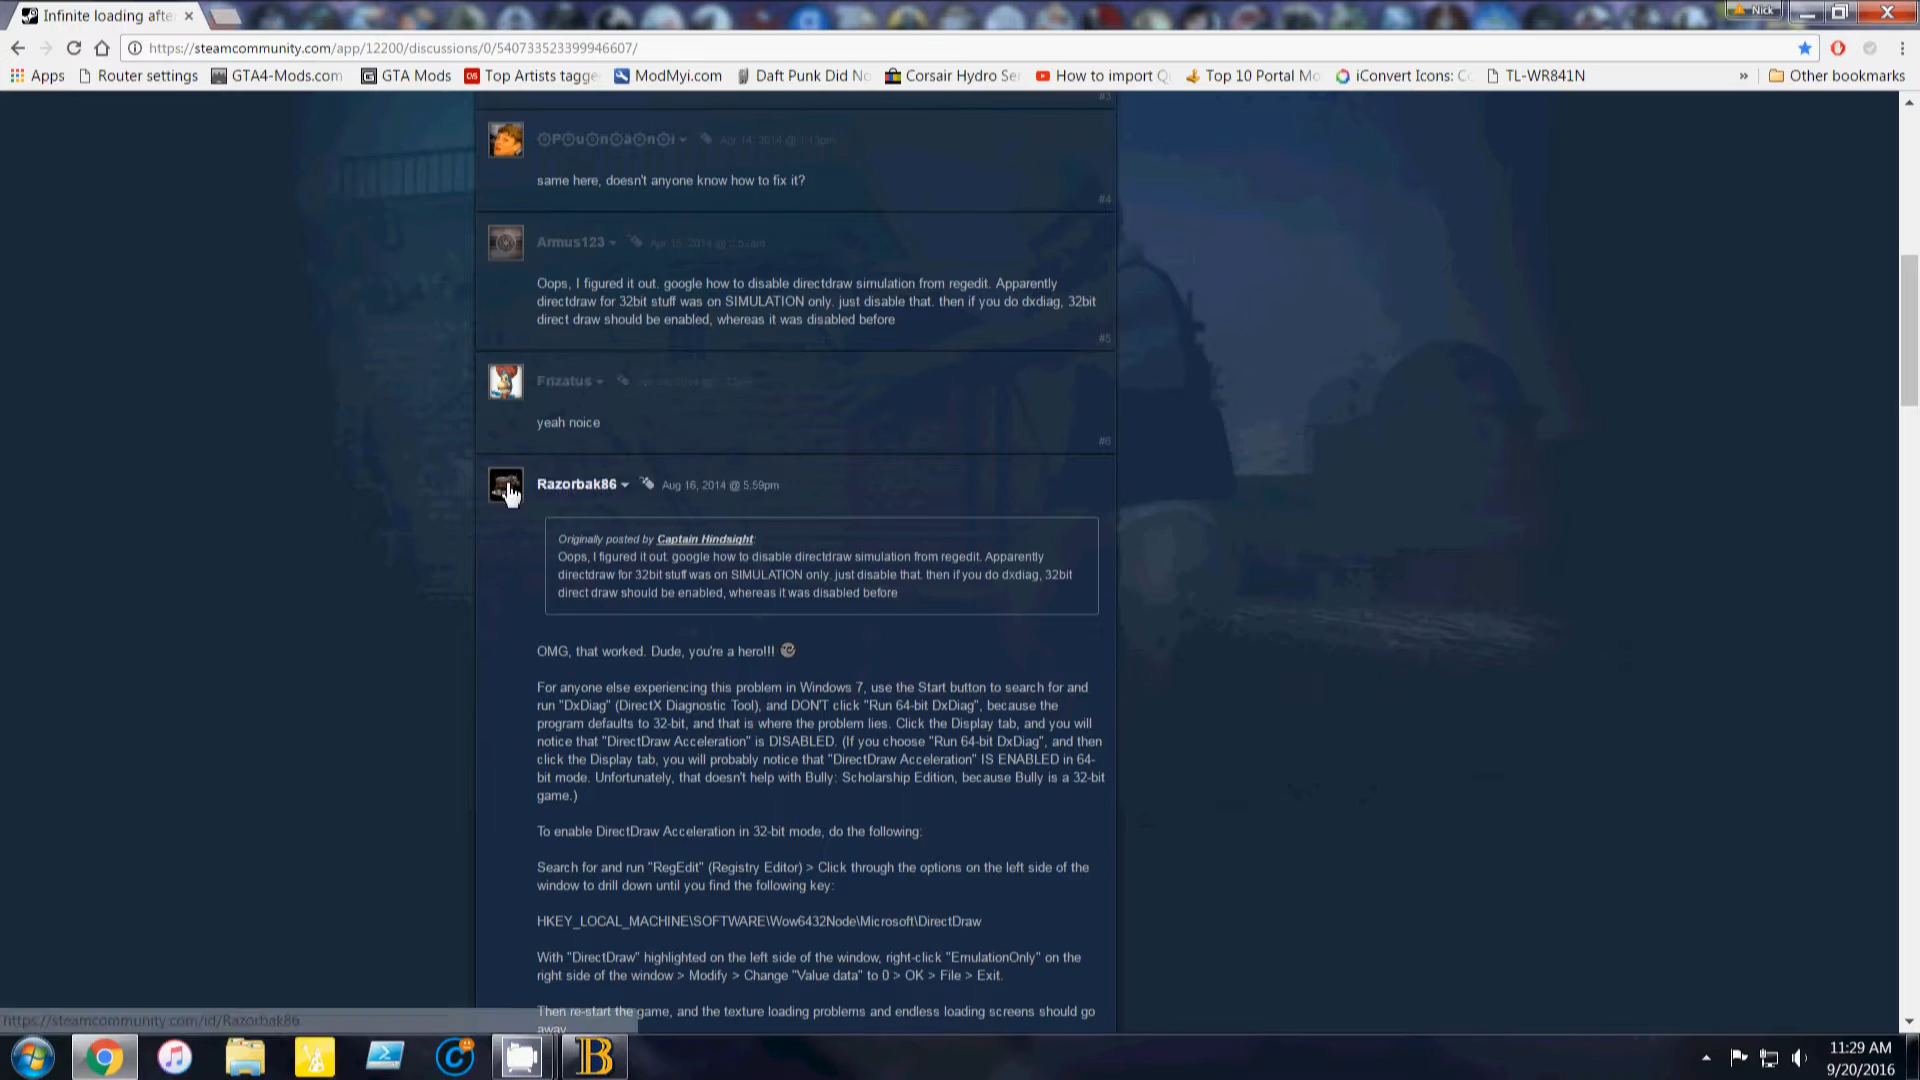 Infinite loading afte
Nick
https://steamcommunity.com/app/12200/discussions/0/540733523399946607/
Apps Router settings GTA4-Mods.com GTA Mods Top Artists tagge ModMyi.com Daft Punk Did No Corsair Hydro Se How to import Q Top 10 Portal Mo iConvert Icons: Co TL-WR841N » Other bookmarks
#3
Apr 14, 2014 @
same here, doesn't anyone know how to fix it?
#4
Armus123
Oops, I figured it out. google how to disable directdraw simulation from regedit. Apparently
directdraw for 32bit stuff was on SIMULATION only. just disable that. then if you do dxdiag, 32bit
direct draw should be enabled, whereas it was disabled before
#5
Frizatus
yeah noice
#6
Razorbak86 Aug 16, 2014 @ 5:59pm
Originally posted by Captain Hindsight:
Oops, I figured it out. google how to disable directdraw simulation from regedit. Apparently
directdraw for 32bit stuff was on SIMULATION only. just disable that. then if you do dxdiag, 32bit
direct draw should be enabled, whereas it was disabled before
OMG, that worked. Dude, you're a hero!!!
For anyone else experiencing this problem in Windows 7, use the Start button to search for and
run "DxDiag" (DirectX Diagnostic Tool), and DON'T click "Run 64-bit DxDiag", because the
program defaults to 32-bit, and that is where the problem lies. Click the Display tab, and you will
notice that "DirectDraw Acceleration" is DISABLED. (If you choose "Run 64-bit DxDiag", and then
click the Display tab, you will probably notice that "DirectDraw Acceleration" IS ENABLED in 64-
bit mode. Unfortunately, that doesn't help with Bully: Scholarship Edition, because Bully is a 32-bit
game.)
To enable DirectDraw Acceleration in 32-bit mode, do the following:
Search for and run "RegEdit" (Registry Editor) > Click through the options on the left side of the
window to drill down until you find the following key:
HKEY_LOCAL_MACHINE\SOFTWARE\Wow6432Node\Microsoft\DirectDraw
With "DirectDraw" highlighted on the left side of the window, right-click "EmulationOnly" on the
right side of the window > Modify > Change "Value data" to 0 > OK > File > Exit.
Then re-start the game, and the texture loading problems and endless loading screens should go
away
https://steamcommunity.com/id/Razorbak86
11:29 AM
9/20/2016